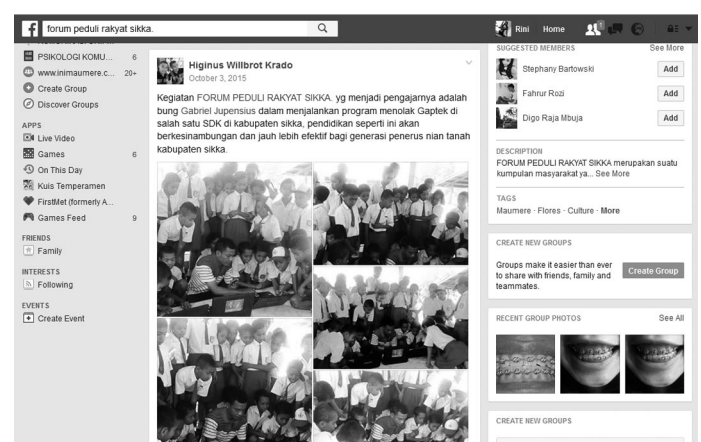 forum peduli rakyat sikka.
Rini
Home
1
PSIKOLOGI KOMU... 6
www.inimaumere.c... 20+
Create Group
Discover Groups
APPS
Live Video
Games 6
On This Day
Kuis Temperamen
FirstMet (formerly A...
Games Feed 9
FRIENDS
Family
INTERESTS
Following
EVENTS
Create Event
Higinus Willbrot Krado
October 3, 2015
Kegiatan FORUM PEDULI RAKYAT SIKKA. yg menjadi pengajarnya adalah
bung Gabriel Jupensius dalam menjalankan program menolak Gaptek di
salah satu SDK di kabupaten sikka, pendidikan seperti ini akan
berkesinambungan dan jauh lebih efektif bagi generasi penerus nian tanah
kabupaten sikka.
SUGGESTED MEMBERS See More
Stephany Bartowski Add
Fahrur Rozi Add
Digo Raja Mbuja Add
DESCRIPTION
FORUM PEDULI RAKYAT SIKKA merupakan suatu
kumpulan masyarakat ya... See More
TAGS
Maumere · Flores · Culture · More
CREATE NEW GROUPS
Groups make it easier than ever
to share with friends, family and
teammates.
Create Group
RECENT GROUP PHOTOS See All
CREATE NEW GROUPS